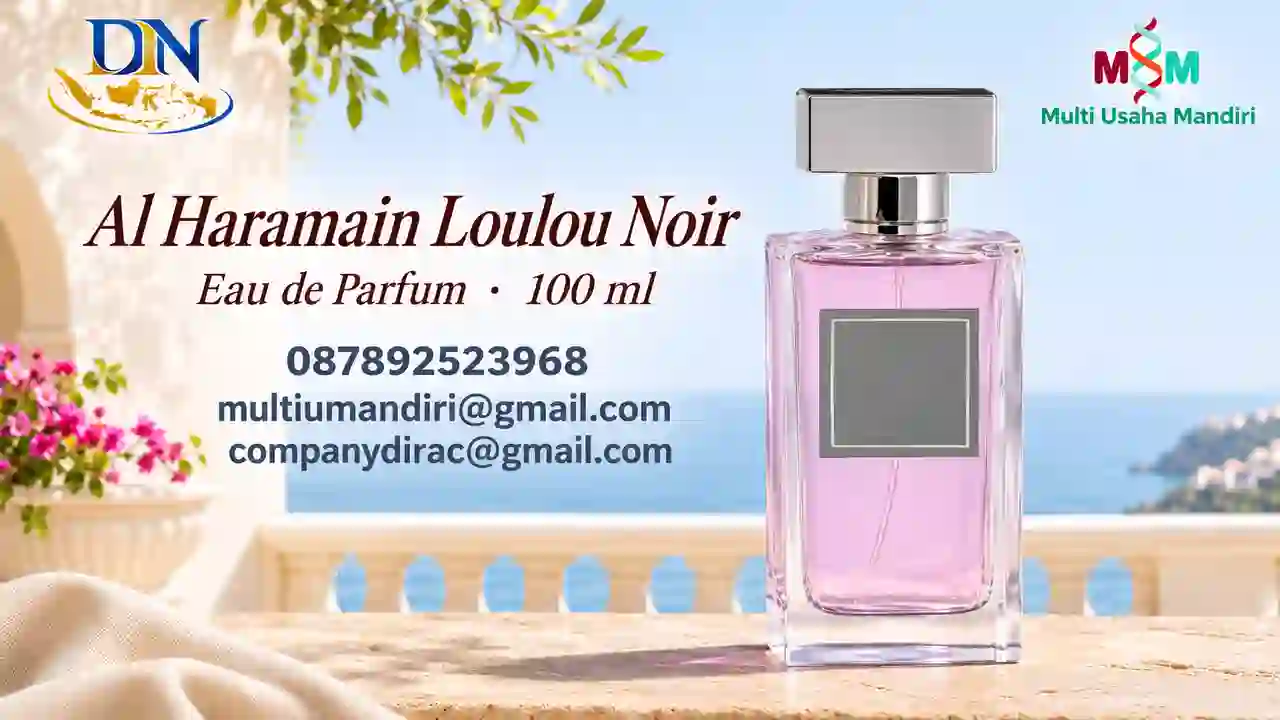 DN
MSM
Multi Usaha Mandiri
Al Haramain Loulou Noir
Eau de Parfum · 100 ml
087892523968
multiumandiri@gmail.com
companydirac@gmail.com